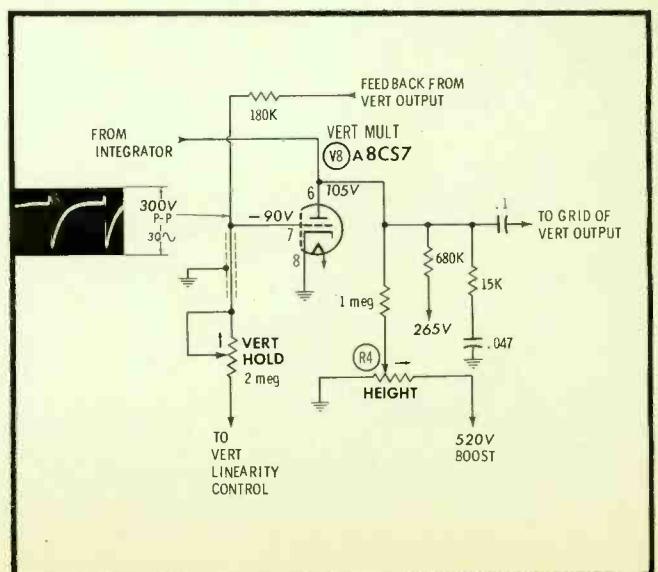 FEEDBACK FROM
VERT OUTPUT
180K
FROM
INTEGRATOR
VERT MULT
V8 A 8CS7
6
105V
300V
P-P
30∿
-90V
7
8
.1
TO GRID OF
VERT OUTPUT
680K
15K
1 meg
265V
.047
VERT
HOLD
2 meg
R4
HEIGHT
TO
VERT
LINEARITY
CONTROL
520V
BOOST